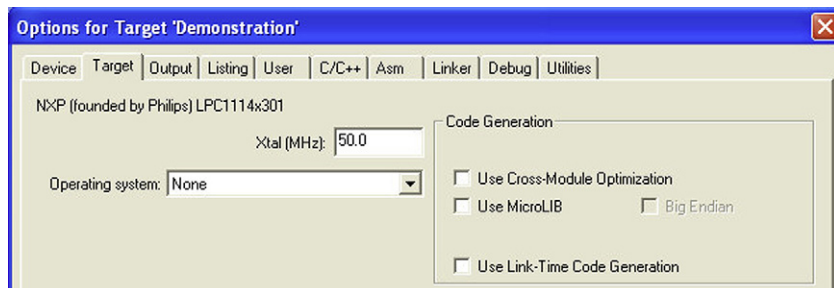 Options for Target 'Demonstration'
Device Target Output Listing User C/C++ Asm Linker Debug Utilities
NXP (founded by Philips) LPC1114x301
Xtal (MHz): 50.0
Operating system: None
Code Generation
Use Cross-Module Optimization
Use MicroLIB Big Endian
Use Link-Time Code Generation